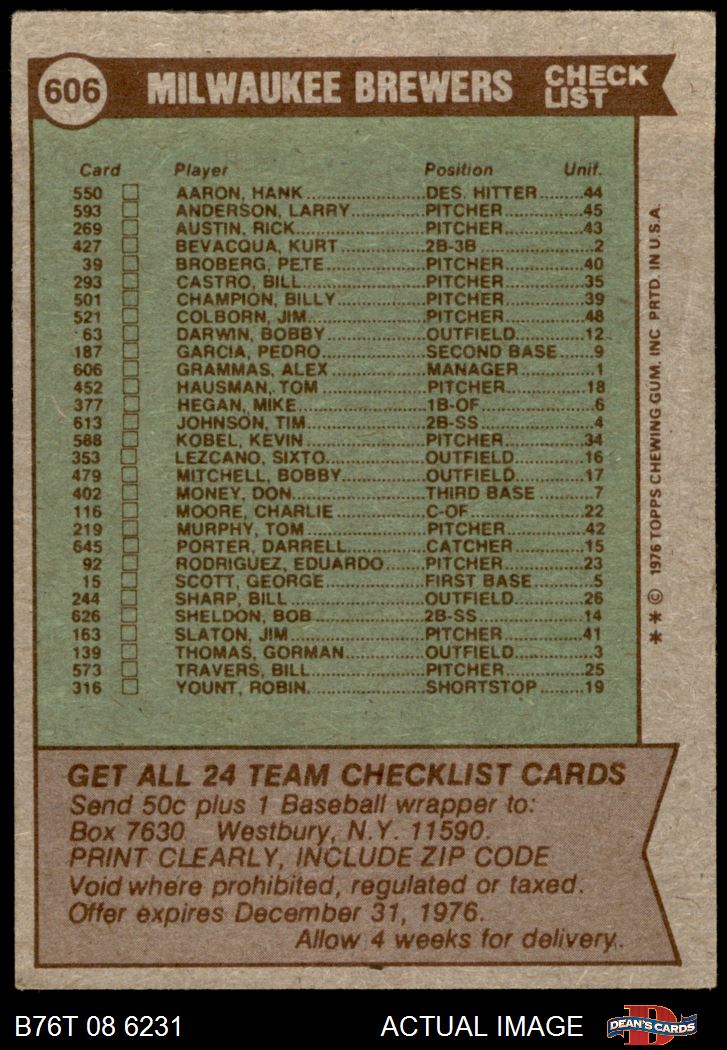 606 MILWAUKEE BREWERS CHECK LIST
Card Player Position Unif.
550 AARON, HANK DES. HITTER 44
593 ANDERSON, LARRY PITCHER 45
269 AUSTIN, RICK PITCHER 43
427 BEVACQUA, KURT 2B-3B 2
39 BROBERG, PETE PITCHER 40
293 CASTRO, BILL PITCHER 35
501 CHAMPION, BILLY PITCHER 39
521 COLBORN, JIM PITCHER 48
63 DARWIN, BOBBY OUTFIELD 12
187 GARCIA, PEDRO SECOND BASE 9
606 GRAMMAS, ALEX MANAGER 1
452 HAUSMAN, TOM PITCHER 18
377 HEGAN, MIKE 1B-OF 6
613 JOHNSON, TIM 2B-SS 4
588 KOBEL, KEVIN PITCHER 34
353 LEZCANO, SIXTO OUTFIELD 16
479 MITCHELL, BOBBY OUTFIELD 17
402 MONEY, DON THIRD BASE 7
116 MOORE, CHARLIE C-OF 22
219 MURPHY, TOM PITCHER 42
645 PORTER, DARRELL CATCHER 15
92 RODRIGUEZ, EDUARDO PITCHER 23
15 SCOTT, GEORGE FIRST BASE 5
244 SHARP, BILL OUTFIELD 26
626 SHELDON, BOB 2B-SS 14
163 SLATON, JIM PITCHER 41
139 THOMAS, GORMAN OUTFIELD 3
573 TRAVERS, BILL PITCHER 25
316 YOUNT, ROBIN SHORTSTOP 19
* * © 1976 TOPPS CHEWING GUM, INC PRTD. IN U.S.A.
GET ALL 24 TEAM CHECKLIST CARDS
Send 50c plus 1 Baseball wrapper to:
Box 7630 Westbury, N.Y. 11590.
PRINT CLEARLY, INCLUDE ZIP CODE
Void where prohibited, regulated or taxed.
Offer expires December 31, 1976.
Allow 4 weeks for delivery.
B76T 08 6231 ACTUAL IMAGE DEAN'S CARDS